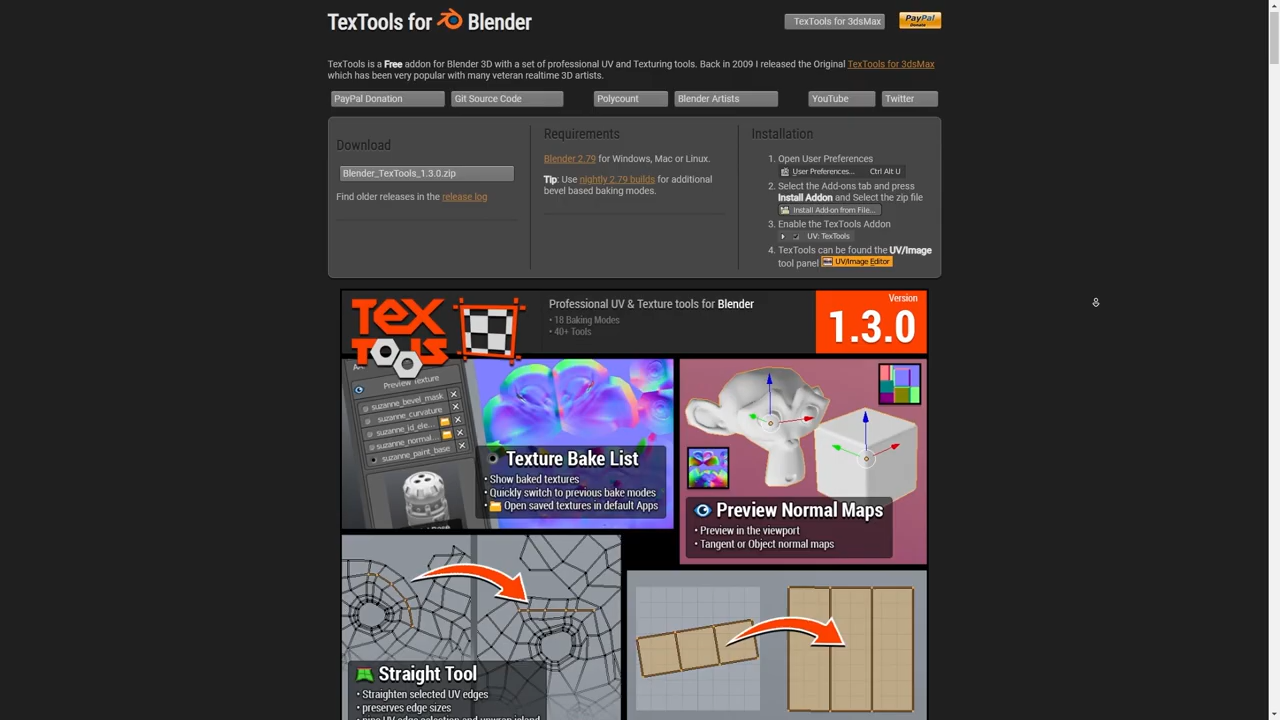 TexTools for Blender
TexTools for 3dsMax
PayPal
Donate
TexTools is a Free addon for Blender 3D with a set of professional UV and Texturing tools. Back in 2009 I released the Original TexTools for 3dsMax
which has been very popular with many veteran realtime 3D artists.
PayPal Donation
Git Source Code
Polycount
Blender Artists
YouTube
Twitter
Download
Blender_TexTools_1.3.0.zip
Find older releases in the release log
Requirements
Blender 2.79 for Windows, Mac or Linux.
Tip: Use nightly 2.79 builds for additional
bevel based baking modes.
Installation
1. Open User Preferences
User Preferences... Ctrl Alt U
2. Select the Add-ons tab and press
Install Addon and Select the zip file
Install Add-on from File...
3. Enable the TexTools Addon
UV: TexTools
4. TexTools can be found the UV/Image
tool panel UV/Image Editor
TEX TOOLS
Professional UV & Texture tools for Blender
• 18 Baking Modes
• 40+ Tools
Version
1.3.0
Preview Texture
suzanne_bevel_mask
suzanne_curvature
suzanne_id_ele...
suzanne_normal...
suzanne_paint_base
Texture Bake List
• Show baked textures
• Quickly switch to previous bake modes
• Open saved textures in default Apps
Preview Normal Maps
• Preview in the viewport
• Tangent or Object normal maps
Straight Tool
• Straighten selected UV edges
• preserves edge sizes